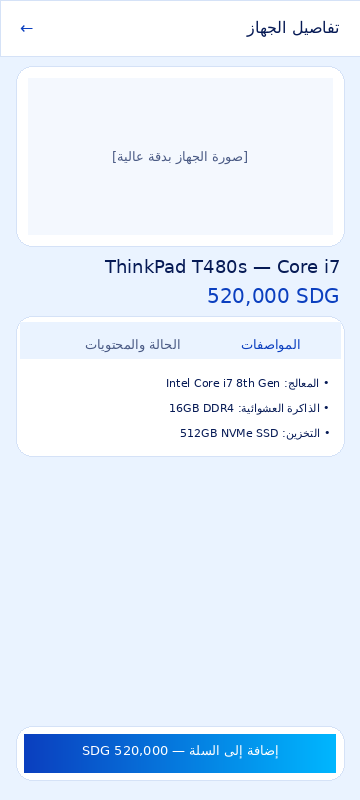 تفاصيل الجهاز ←
[صورة الجهاز بدقة عالية]
ThinkPad T480s — Core i7
520,000 SDG
المواصفات الحالة والمحتويات
• المعالج: Intel Core i7 8th Gen
• الذاكرة العشوائية: 16GB DDR4
• التخزين: 512GB NVMe SSD
إضافة إلى السلة — 520,000 SDG